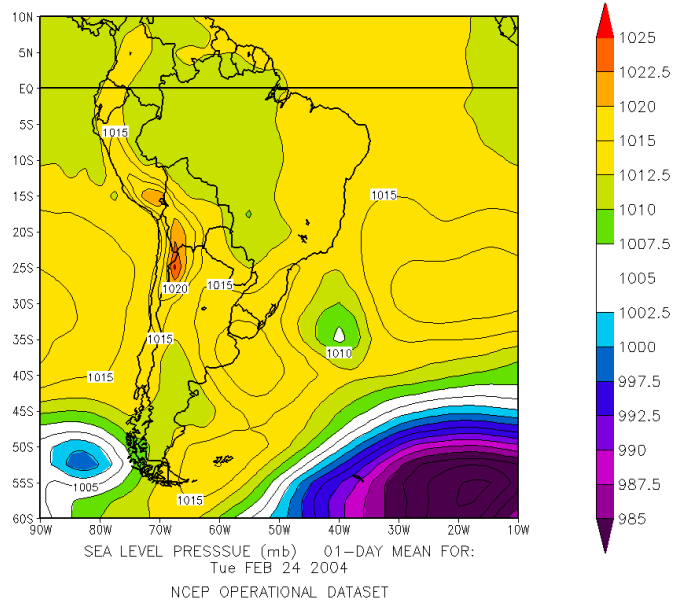 10N
5N
EQ
5S
10S
15S
20S
25S
30S
35S
40S
45S
50S
55S
60S
90W 80W 70W 60W 50W 40W 30W 20W 10W
1015
1015
1015
1020
1015
1010
1015
1005
1015
1025
1022.5
1020
1015
1012.5
1010
1007.5
1005
1002.5
1000
997.5
992.5
990
987.5
985
SEA LEVEL PRESSSUE (mb) 01-DAY MEAN FOR:
Tue FEB 24 2004
NCEP OPERATIONAL DATASET